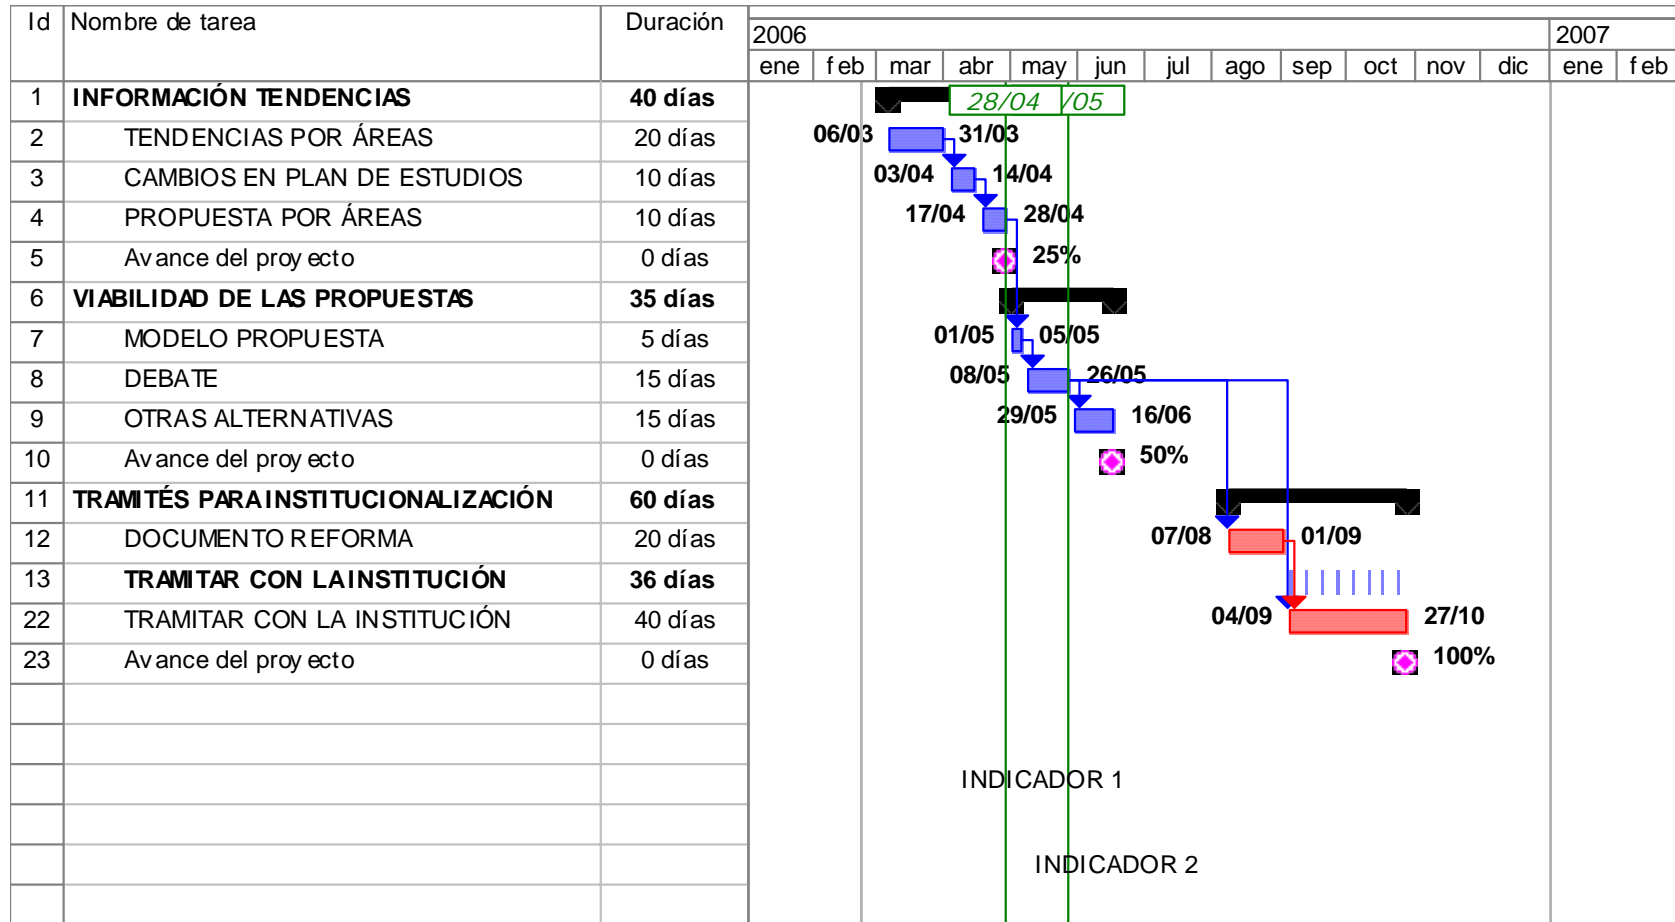 Id Nombre de tarea Duración
2006 2007
ene feb mar abr may jun jul ago sep oct nov dic ene feb
1 INFORMACIÓN TENDENCIAS 40 días 28/04 /05
2 TENDENCIAS POR ÁREAS 20 días 06/03 31/03
3 CAMBIOS EN PLAN DE ESTUDIOS 10 días 03/04 14/04
4 PROPUESTA POR ÁREAS 10 días 17/04 28/04
5 Avance del proyecto 0 días 25%
6 VIABILIDAD DE LAS PROPUESTAS 35 días
7 MODELO PROPUESTA 5 días 01/05 05/05
8 DEBATE 15 días 08/05 26/05
9 OTRAS ALTERNATIVAS 15 días 29/05 16/06
10 Avance del proyecto 0 días 50%
11 TRAMITÉS PARA INSTITUCIONALIZACIÓN 60 días
12 DOCUMENTO REFORMA 20 días 07/08 01/09
13 TRAMITAR CON LA INSTITUCIÓN 36 días
22 TRAMITAR CON LA INSTITUCIÓN 40 días 04/09 27/10
23 Avance del proyecto 0 días 100%
INDICADOR 1
INDICADOR 2